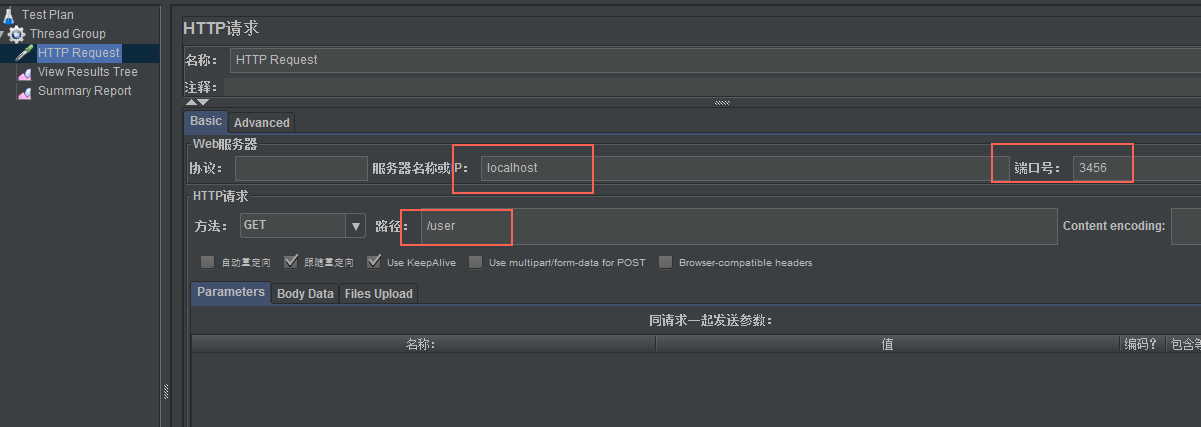 Test Plan
Thread Group
HTTP Request
View Results Tree
Summary Report
HTTP请求
名称： HTTP Request
注释：
Basic Advanced
Web服务器
协议： 服务器名称或IP： localhost 端口号： 3456
HTTP请求
方法： GET 路径： /user Content encoding:
自动重定向 跟随重定向 Use KeepAlive Use multipart/form-data for POST Browser-compatible headers
Parameters Body Data Files Upload
同请求一起发送参数：
名称： 值 编码? 包含等